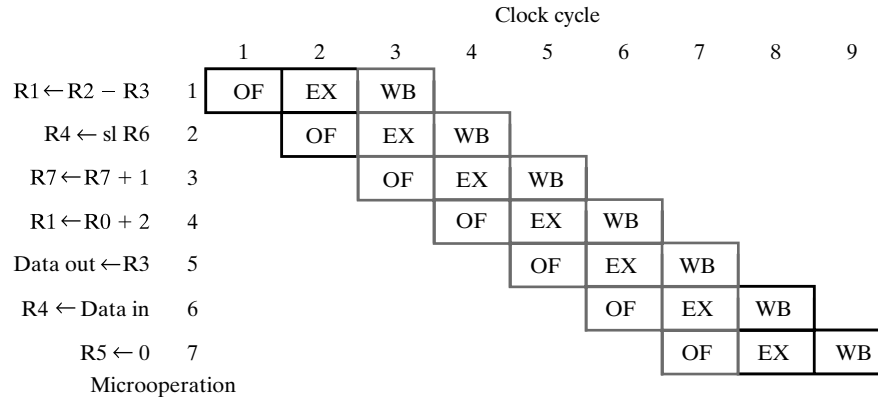 Clock cycle
1 2 3 4 5 6 7 8 9
R1 ← R2 − R3 1 OF EX WB
R4 ← sl R6 2 OF EX WB
R7 ← R7 + 1 3 OF EX WB
R1 ← R0 + 2 4 OF EX WB
Data out ← R3 5 OF EX WB
R4 ← Data in 6 OF EX WB
R5 ← 0 7 OF EX WB
Microoperation